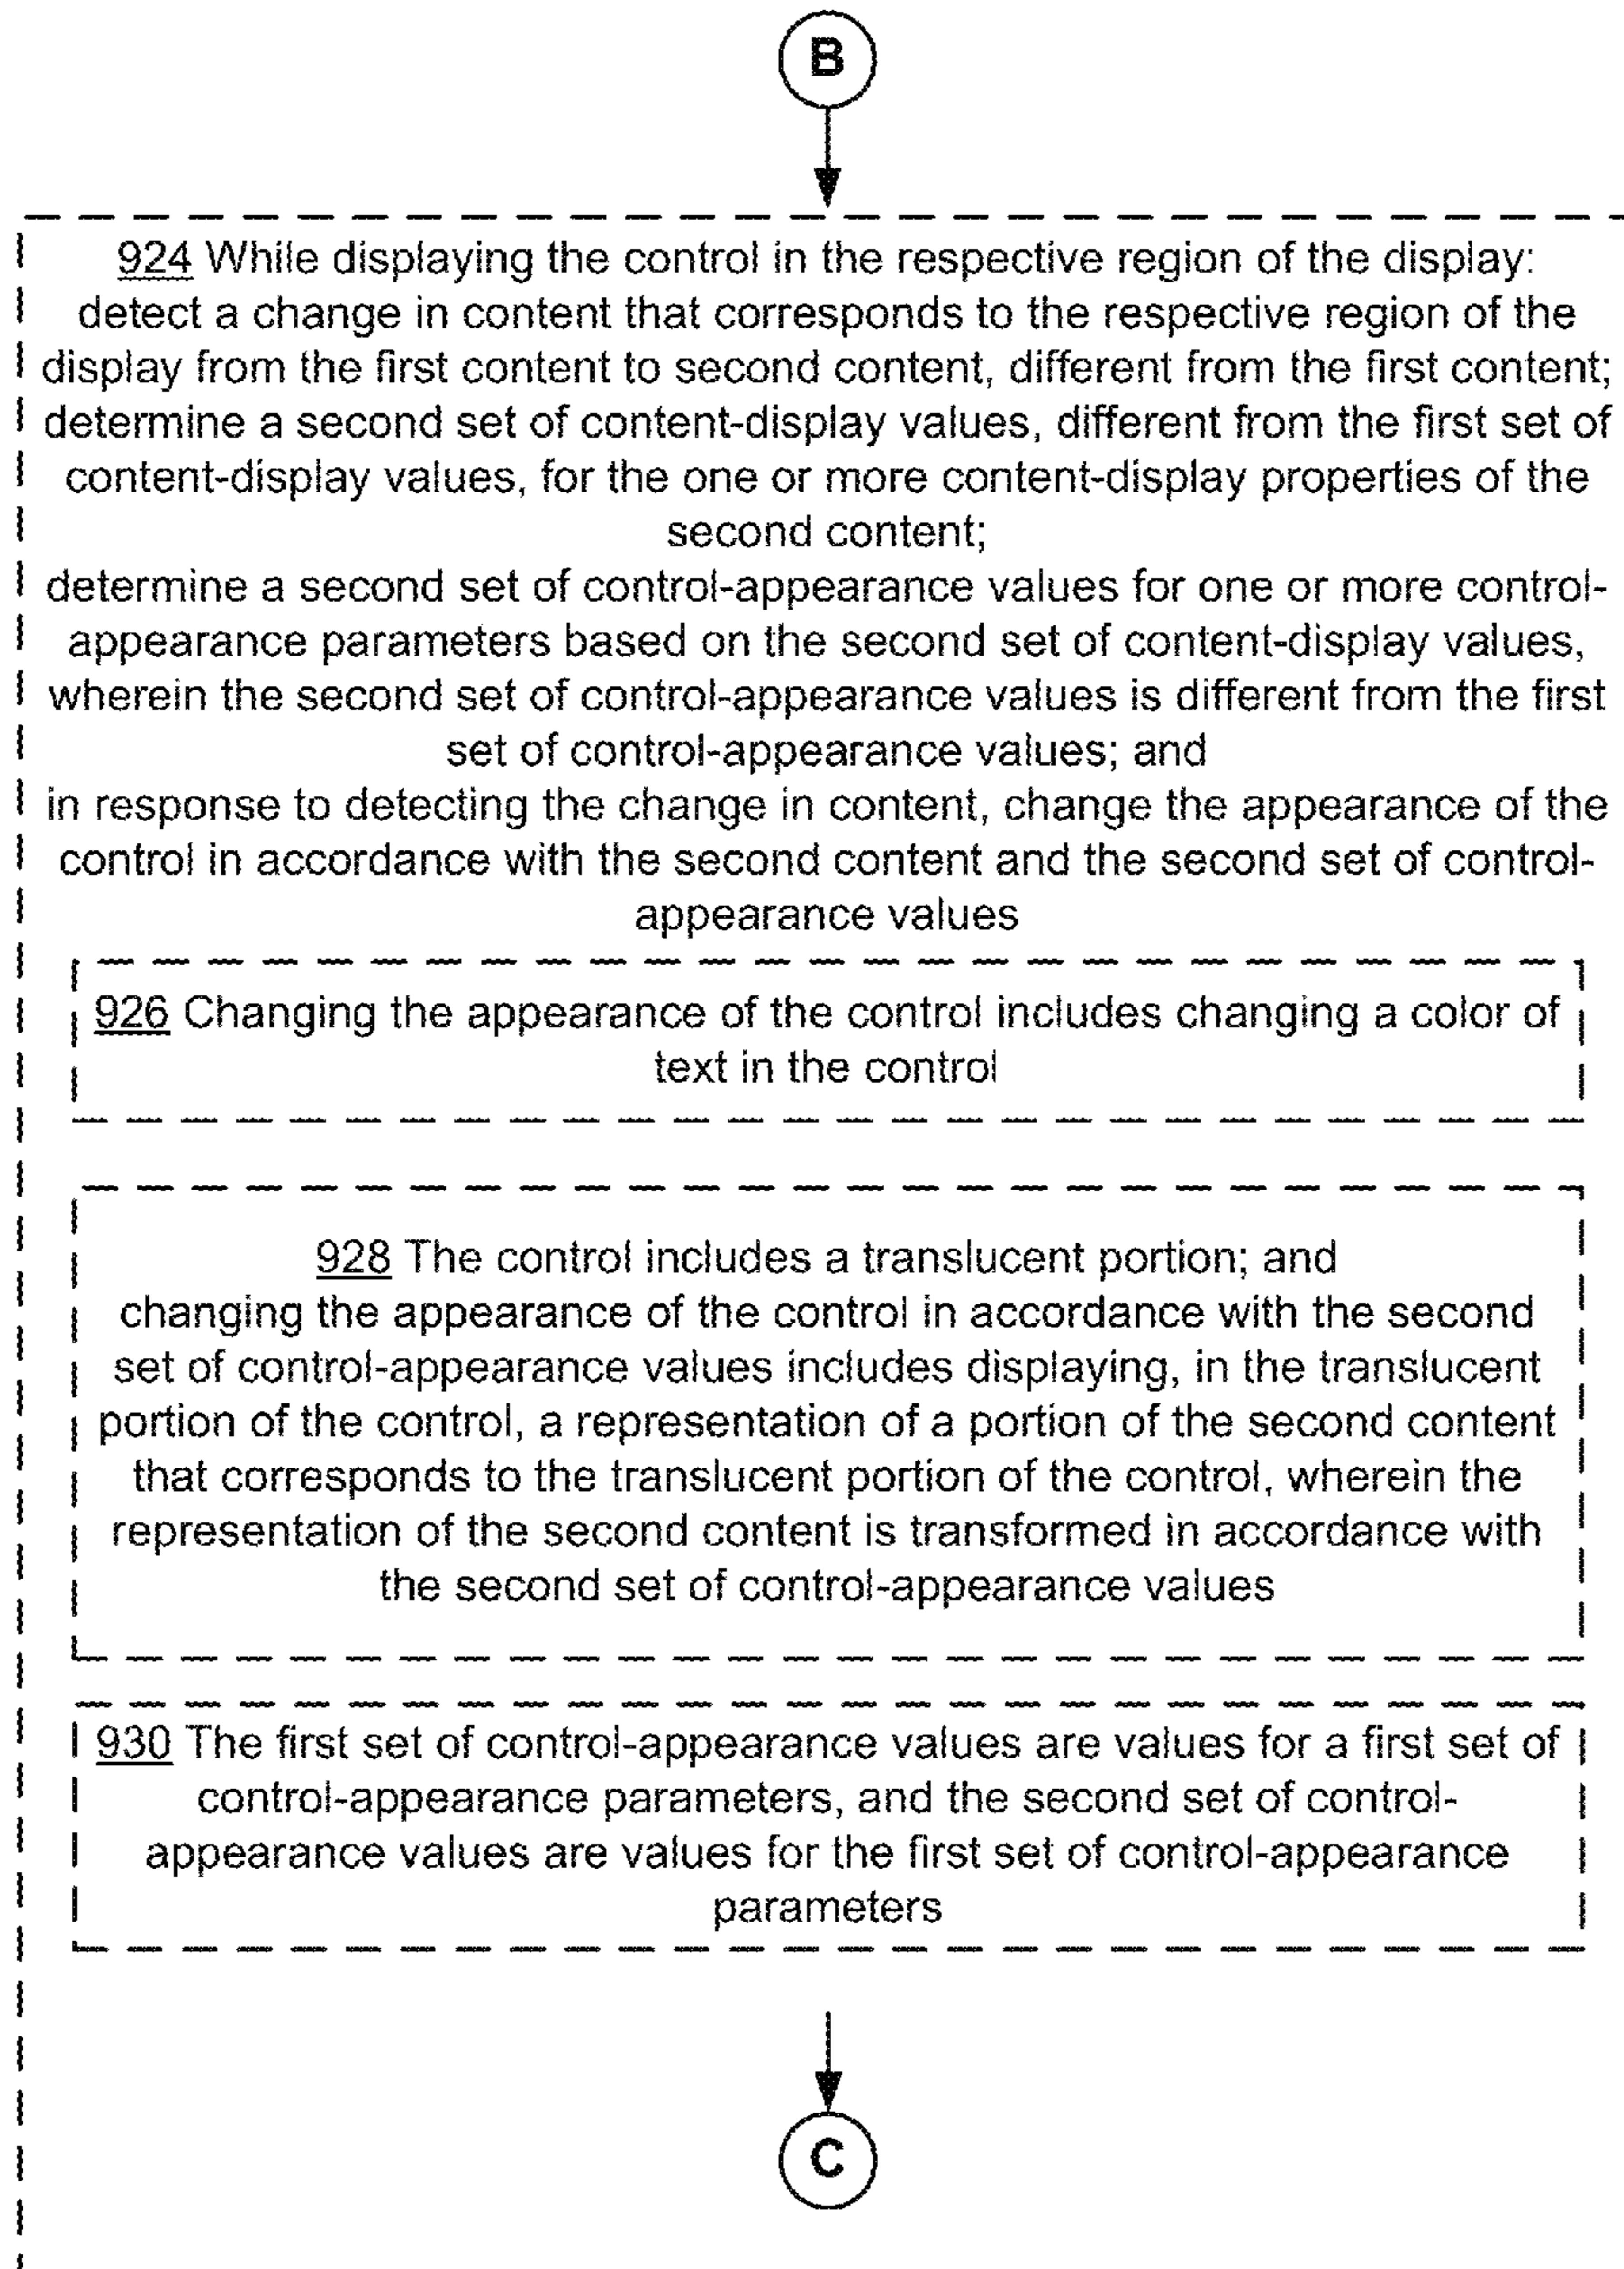 B
924 While displaying the control in the respective region of the display:
detect a change in content that corresponds to the respective region of the
display from the first content to second content, different from the first content;
determine a second set of content-display values, different from the first set of
content-display values, for the one or more content-display properties of the
second content;
determine a second set of control-appearance values for one or more control-
appearance parameters based on the second set of content-display values,
wherein the second set of control-appearance values is different from the first
set of control-appearance values; and
in response to detecting the change in content, change the appearance of the
control in accordance with the second content and the second set of control-
appearance values
926 Changing the appearance of the control includes changing a color of
text in the control
928 The control includes a translucent portion; and
changing the appearance of the control in accordance with the second
set of control-appearance values includes displaying, in the translucent
portion of the control, a representation of a portion of the second content
that corresponds to the translucent portion of the control, wherein the
representation of the second content is transformed in accordance with
the second set of control-appearance values
930 The first set of control-appearance values are values for a first set of
control-appearance parameters, and the second set of control-
appearance values are values for the first set of control-appearance
parameters
C